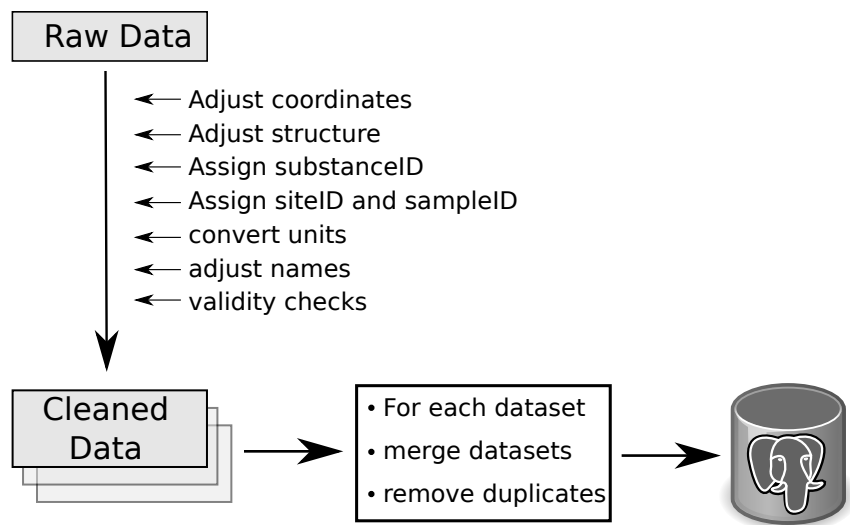 Raw Data
Adjust coordinates
Adjust structure
Assign substanceID
Assign siteID and sampleID
convert units
adjust names
validity checks
Cleaned
Data
• For each dataset
• merge datasets
• remove duplicates